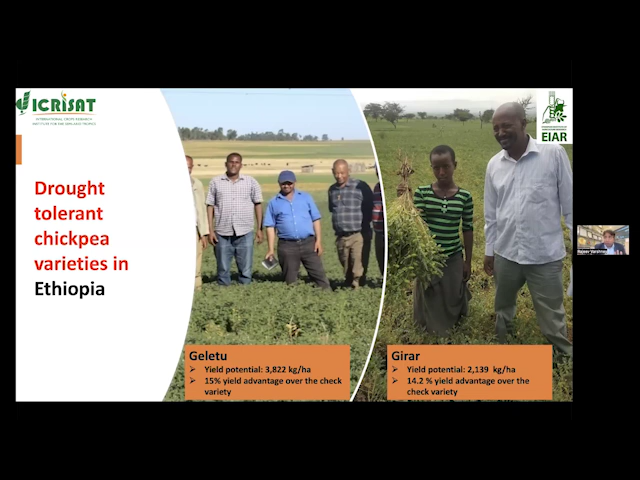 ICRISAT
INTERNATIONAL CROPS RESEARCH
INSTITUTE FOR THE SEMI-ARID TROPICS
EIAR
Drought
tolerant
chickpea
varieties in
Ethiopia
Geletu
➢ Yield potential: 3,822 kg/ha
➢ 15% yield advantage over the check
variety
Girar
➢ Yield potential: 2,139 kg/ha
➢ 14.2 % yield advantage over the
check variety
Rajeev Varshney